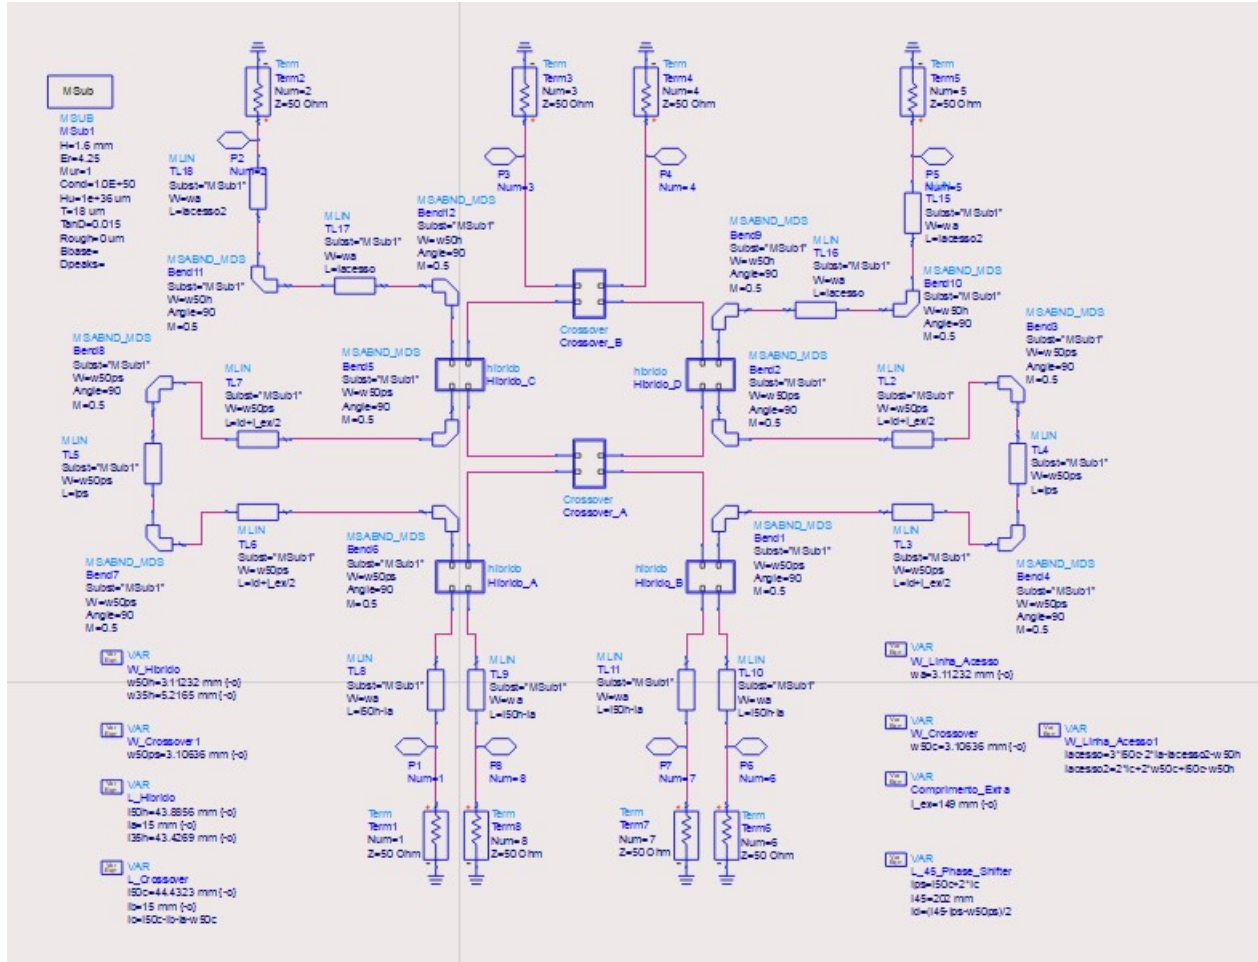 MSub
MSUB
MSub1
H=1.6 mm
Er=4.25
Mur=1
Cond=1.0E+50
Hu=1e+36 um
T=18 um
TanD=0.015
Rough=0 um
Bbase=
Dpeaks=
Term
Term2
Num=2
Z=50 Ohm
P2
MLIN
TL18
Subst="MSub1"
W=wa
L=lacesso2
MSABND_MDS
Bend11
Subst="MSub1"
W=w50h
Angle=90
M=0.5
MLIN
TL17
Subst="MSub1"
W=wa
L=lacesso
MSABND_MDS
Bend12
Subst="MSub1"
W=w50h
Angle=90
M=0.5
Term
Term3
Num=3
Z=50 Ohm
P3
Num=3
Term
Term4
Num=4
Z=50 Ohm
P4
Num=4
Term
Term5
Num=5
Z=50 Ohm
P5
Num=5
TL15
Subst="MSub1"
W=wa
L=lacesso2
MSABND_MDS
Bend9
Subst="MSub1"
W=w50h
Angle=90
M=0.5
MLIN
TL16
Subst="MSub1"
W=wa
L=lacesso
MSABND_MDS
Bend10
Subst="MSub1"
W=w50h
Angle=90
M=0.5
Crossover
Crossover_B
MSABND_MDS
Bend8
Subst="MSub1"
W=w50ps
Angle=90
M=0.5
MLIN
TL7
Subst="MSub1"
W=w50ps
L=ld+l_ex/2
MSABND_MDS
Bend5
Subst="MSub1"
W=w50ps
Angle=90
M=0.5
hibrido
Hibrido_C
hibrido
Hibrido_D
MSABND_MDS
Bend2
Subst="MSub1"
W=w50ps
Angle=90
M=0.5
MLIN
TL2
Subst="MSub1"
W=w50ps
L=ld+l_ex/2
MSABND_MDS
Bend3
Subst="MSub1"
W=w50ps
Angle=90
M=0.5
MLIN
TL5
Subst="MSub1"
W=w50ps
L=lps
MLIN
TL4
Subst="MSub1"
W=w50ps
L=lps
Crossover
Crossover_A
MSABND_MDS
Bend7
Subst="MSub1"
W=w50ps
Angle=90
M=0.5
MLIN
TL6
Subst="MSub1"
W=w50ps
L=ld+l_ex/2
MSABND_MDS
Bend6
Subst="MSub1"
W=w50ps
Angle=90
M=0.5
hibrido
Hibrido_A
hibrido
Hibrido_B
MSABND_MDS
Bend1
Subst="MSub1"
W=w50ps
Angle=90
M=0.5
MLIN
TL3
Subst="MSub1"
W=w50ps
L=ld+l_ex/2
MSABND_MDS
Bend4
Subst="MSub1"
W=w50ps
Angle=90
M=0.5
MLIN
TL8
Subst="MSub1"
W=wa
L=l50h-la
MLIN
TL9
Subst="MSub1"
W=wa
L=l50h-la
MLIN
TL11
Subst="MSub1"
W=wa
L=l50h-la
MLIN
TL10
Subst="MSub1"
W=wa
L=l50h-la
P1
Num=1
P8
Num=8
P7
Num=7
P6
Num=6
Term
Term1
Num=1
Z=50 Ohm
Term
Term8
Num=8
Z=50 Ohm
Term
Term7
Num=7
Z=50 Ohm
Term
Term6
Num=6
Z=50 Ohm
VAR
W_Hibrido
w50h=3.11232 mm {-o}
w35h=5.2165 mm {-o}
VAR
W_Crossover1
w50ps=3.10636 mm {-o}
VAR
L_Hibrido
l50h=43.8856 mm {-o}
la=15 mm {-o}
l35h=43.4269 mm {-o}
VAR
L_Crossover
l50c=44.4323 mm {-o}
lb=15 mm {-o}
lc=l50c-lb-la-w50c
VAR
W_Linha_Acesso
wa=3.11232 mm {-o}
VAR
W_Crossover
w50c=3.10636 mm {-o}
VAR
W_Linha_Acesso1
lacesso=3*l50c-2*la-lacesso2-w50h
lacesso2=2*lc+2*w50c+l50c-w50h
VAR
Comprimento_Extra
l_ex=149 mm {-o}
VAR
L_45_Phase_Shifter
lps=l50c+2*lc
l45=202 mm
ld=(l45-lps-w50ps)/2